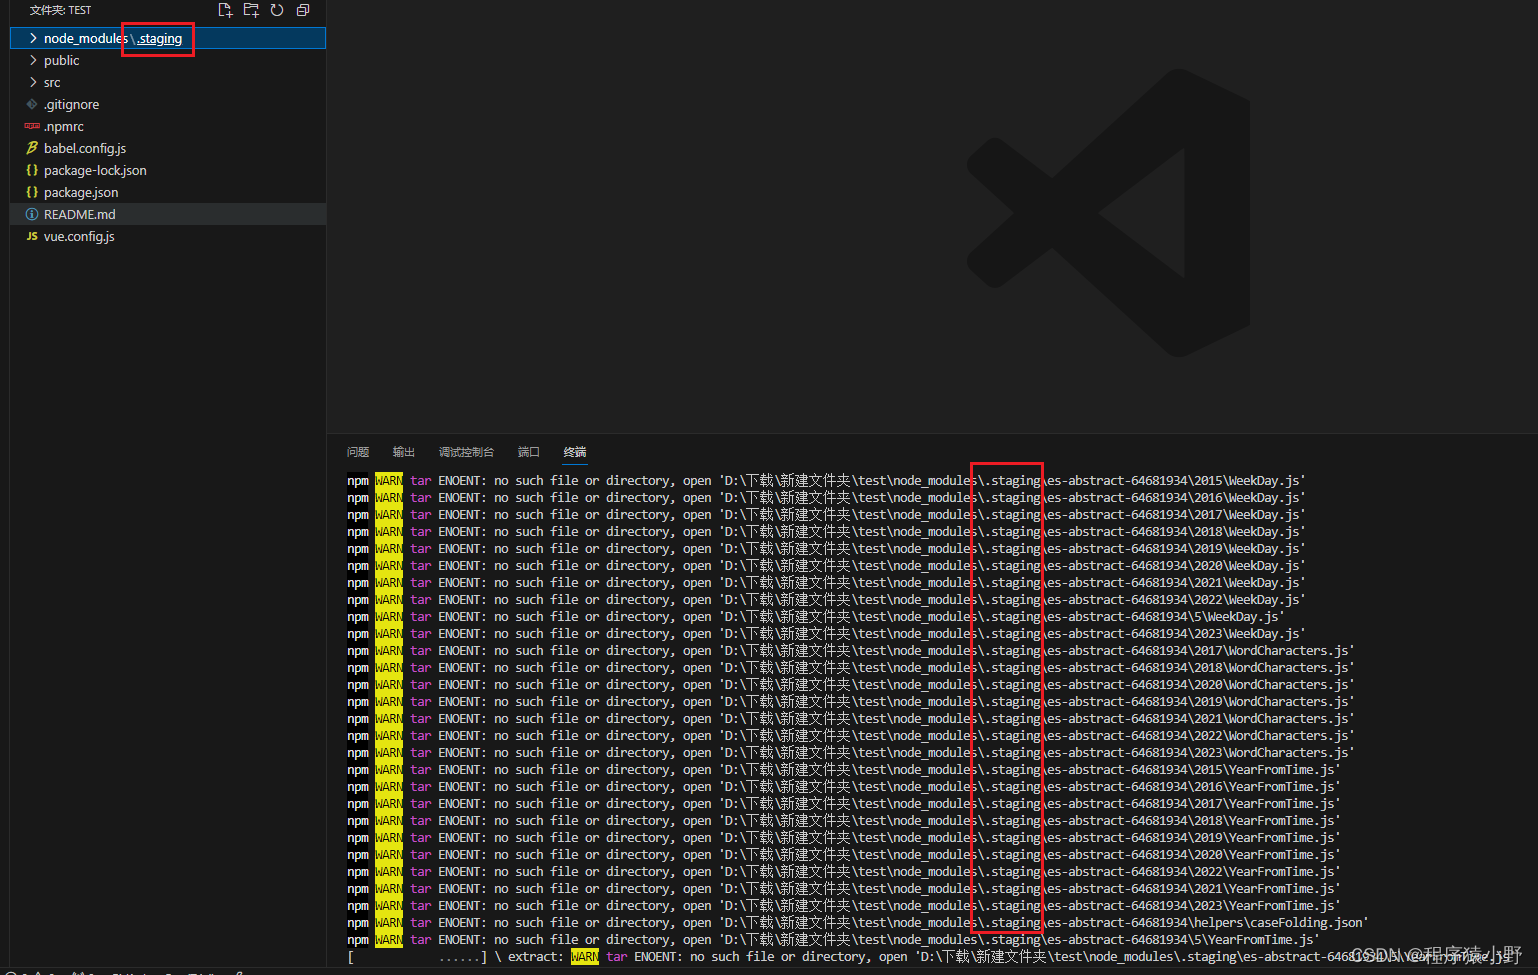 文件夹: TEST
node_modules\.staging
public
src
.gitignore
.npmrc
babel.config.js
package-lock.json
package.json
README.md
JS vue.config.js
问题 输出 调试控制台 端口 终端
npm WARN tar ENOENT: no such file or directory, open 'D:\下载\新建文件夹\test\node_modules\.staging\es-abstract-64681934\2015\WeekDay.js'
npm WARN tar ENOENT: no such file or directory, open 'D:\下载\新建文件夹\test\node_modules\.staging\es-abstract-64681934\2016\WeekDay.js'
npm WARN tar ENOENT: no such file or directory, open 'D:\下载\新建文件夹\test\node_modules\.staging\es-abstract-64681934\2017\WeekDay.js'
npm WARN tar ENOENT: no such file or directory, open 'D:\下载\新建文件夹\test\node_modules\.staging\es-abstract-64681934\2018\WeekDay.js'
npm WARN tar ENOENT: no such file or directory, open 'D:\下载\新建文件夹\test\node_modules\.staging\es-abstract-64681934\2019\WeekDay.js'
npm WARN tar ENOENT: no such file or directory, open 'D:\下载\新建文件夹\test\node_modules\.staging\es-abstract-64681934\2020\WeekDay.js'
npm WARN tar ENOENT: no such file or directory, open 'D:\下载\新建文件夹\test\node_modules\.staging\es-abstract-64681934\2021\WeekDay.js'
npm WARN tar ENOENT: no such file or directory, open 'D:\下载\新建文件夹\test\node_modules\.staging\es-abstract-64681934\2022\WeekDay.js'
npm WARN tar ENOENT: no such file or directory, open 'D:\下载\新建文件夹\test\node_modules\.staging\es-abstract-64681934\5\WeekDay.js'
npm WARN tar ENOENT: no such file or directory, open 'D:\下载\新建文件夹\test\node_modules\.staging\es-abstract-64681934\2023\WeekDay.js'
npm WARN tar ENOENT: no such file or directory, open 'D:\下载\新建文件夹\test\node_modules\.staging\es-abstract-64681934\2017\WordCharacters.js'
npm WARN tar ENOENT: no such file or directory, open 'D:\下载\新建文件夹\test\node_modules\.staging\es-abstract-64681934\2018\WordCharacters.js'
npm WARN tar ENOENT: no such file or directory, open 'D:\下载\新建文件夹\test\node_modules\.staging\es-abstract-64681934\2020\WordCharacters.js'
npm WARN tar ENOENT: no such file or directory, open 'D:\下载\新建文件夹\test\node_modules\.staging\es-abstract-64681934\2019\WordCharacters.js'
npm WARN tar ENOENT: no such file or directory, open 'D:\下载\新建文件夹\test\node_modules\.staging\es-abstract-64681934\2021\WordCharacters.js'
npm WARN tar ENOENT: no such file or directory, open 'D:\下载\新建文件夹\test\node_modules\.staging\es-abstract-64681934\2022\WordCharacters.js'
npm WARN tar ENOENT: no such file or directory, open 'D:\下载\新建文件夹\test\node_modules\.staging\es-abstract-64681934\2023\WordCharacters.js'
npm WARN tar ENOENT: no such file or directory, open 'D:\下载\新建文件夹\test\node_modules\.staging\es-abstract-64681934\2015\YearFromTime.js'
npm WARN tar ENOENT: no such file or directory, open 'D:\下载\新建文件夹\test\node_modules\.staging\es-abstract-64681934\2016\YearFromTime.js'
npm WARN tar ENOENT: no such file or directory, open 'D:\下载\新建文件夹\test\node_modules\.staging\es-abstract-64681934\2017\YearFromTime.js'
npm WARN tar ENOENT: no such file or directory, open 'D:\下载\新建文件夹\test\node_modules\.staging\es-abstract-64681934\2018\YearFromTime.js'
npm WARN tar ENOENT: no such file or directory, open 'D:\下载\新建文件夹\test\node_modules\.staging\es-abstract-64681934\2019\YearFromTime.js'
npm WARN tar ENOENT: no such file or directory, open 'D:\下载\新建文件夹\test\node_modules\.staging\es-abstract-64681934\2020\YearFromTime.js'
npm WARN tar ENOENT: no such file or directory, open 'D:\下载\新建文件夹\test\node_modules\.staging\es-abstract-64681934\2022\YearFromTime.js'
npm WARN tar ENOENT: no such file or directory, open 'D:\下载\新建文件夹\test\node_modules\.staging\es-abstract-64681934\2021\YearFromTime.js'
npm WARN tar ENOENT: no such file or directory, open 'D:\下载\新建文件夹\test\node_modules\.staging\es-abstract-64681934\2023\YearFromTime.js'
npm WARN tar ENOENT: no such file or directory, open 'D:\下载\新建文件夹\test\node_modules\.staging\es-abstract-64681934\helpers\caseFolding.json'
npm WARN tar ENOENT: no such file or directory, open 'D:\下载\新建文件夹\test\node_modules\.staging\es-abstract-64681934\5\YearFromTime.js'
[ ......] \ extract: WARN tar ENOENT: no such file or directory, open 'D:\下载\新建文件夹\test\node_modules\.staging\es-abstract-64681934\5\YearFromTime.js'
CSDN @程序猿小野